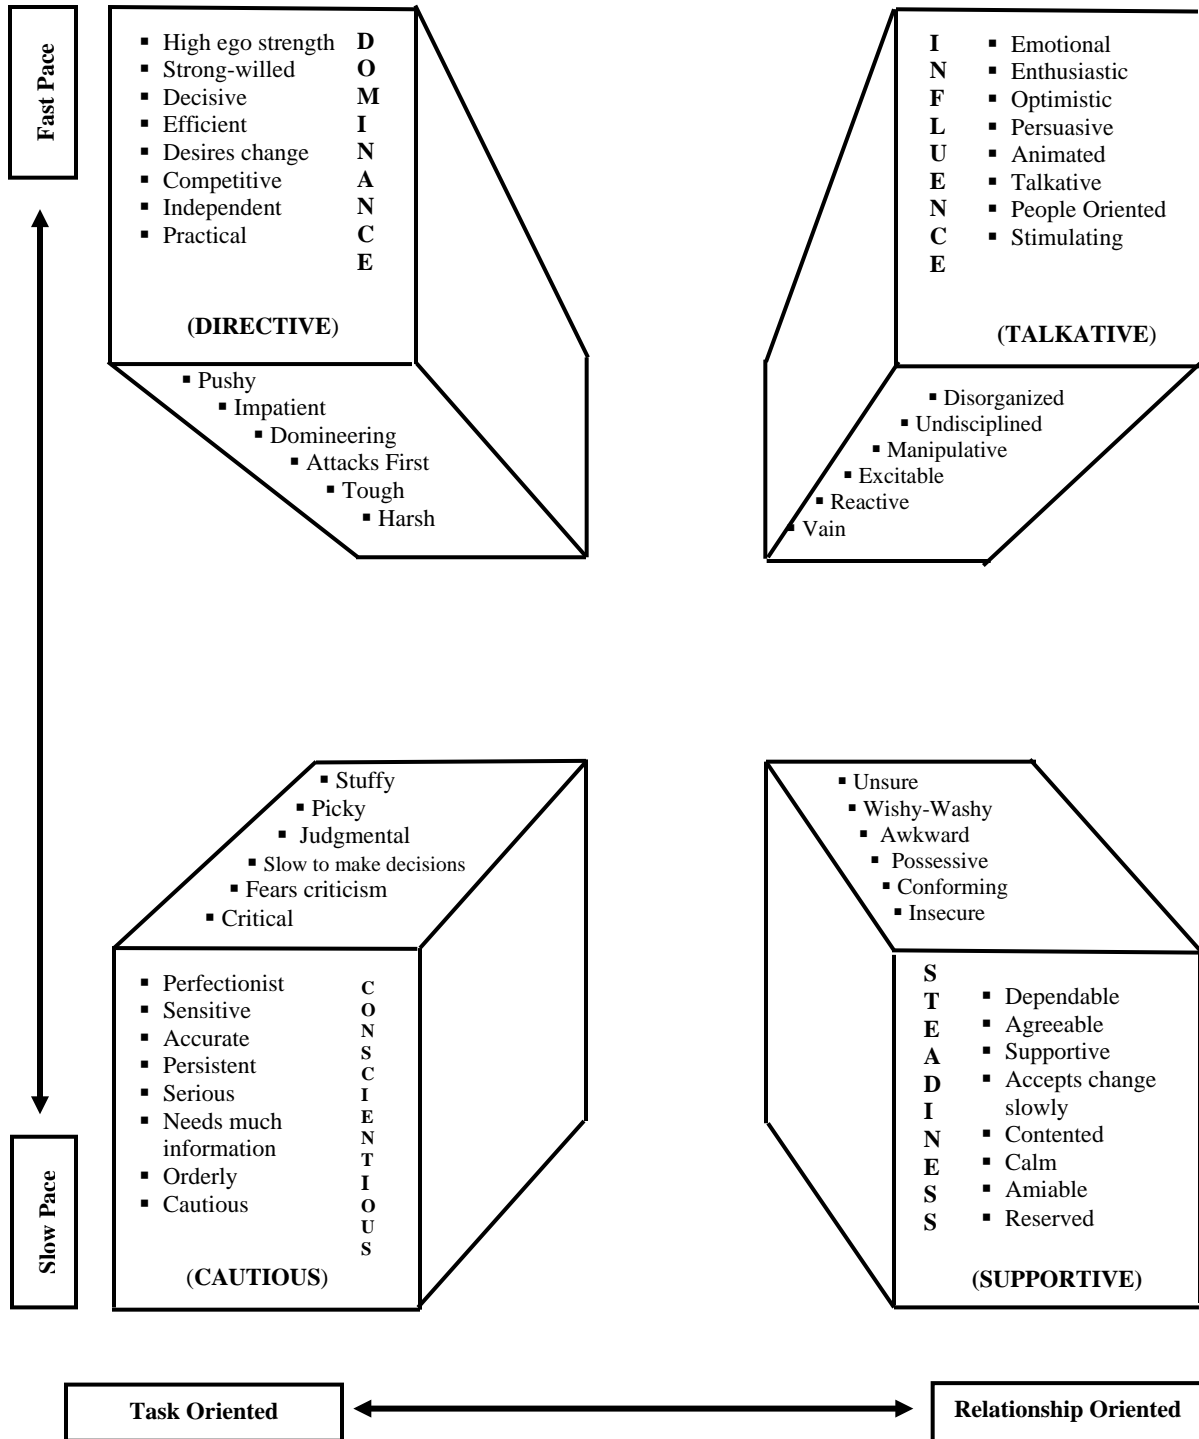 Fast Pace
▪ High ego strength
▪ Strong-willed
▪ Decisive
▪ Efficient
▪ Desires change
▪ Competitive
▪ Independent
▪ Practical
DOMINANCE
(DIRECTIVE)
▪ Pushy
▪ Impatient
▪ Domineering
▪ Attacks First
▪ Tough
▪ Harsh
INFLUENCE
▪ Emotional
▪ Enthusiastic
▪ Optimistic
▪ Persuasive
▪ Animated
▪ Talkative
▪ People Oriented
▪ Stimulating
(TALKATIVE)
▪ Disorganized
▪ Undisciplined
▪ Manipulative
▪ Excitable
▪ Reactive
▪ Vain
▪ Stuffy
▪ Picky
▪ Judgmental
▪ Slow to make decisions
▪ Fears criticism
▪ Critical
▪ Perfectionist
▪ Sensitive
▪ Accurate
▪ Persistent
▪ Serious
▪ Needs much
information
▪ Orderly
▪ Cautious
CONSCIENTIOUS
(CAUTIOUS)
▪ Unsure
▪ Wishy-Washy
▪ Awkward
▪ Possessive
▪ Conforming
▪ Insecure
STEADINESS
▪ Dependable
▪ Agreeable
▪ Supportive
▪ Accepts change
slowly
▪ Contented
▪ Calm
▪ Amiable
▪ Reserved
(SUPPORTIVE)
Slow Pace
Task Oriented
Relationship Oriented